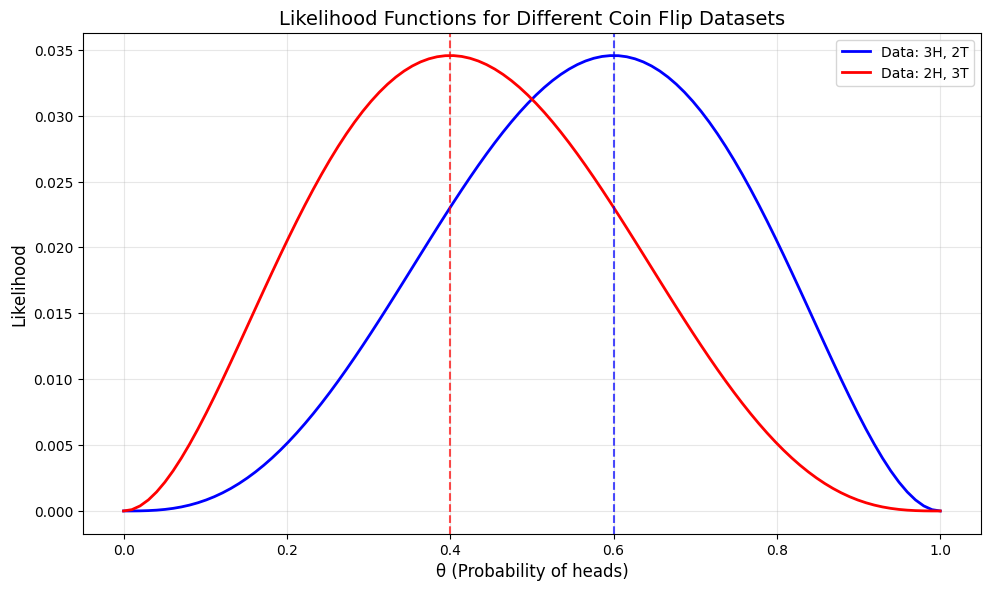 Likelihood Functions for Different Coin Flip Datasets
Data: 3H, 2T
Data: 2H, 3T
Likelihood
0.035
0.030
0.025
0.020
0.015
0.010
0.005
0.000
0.0 0.2 0.4 0.6 0.8 1.0
θ (Probability of heads)